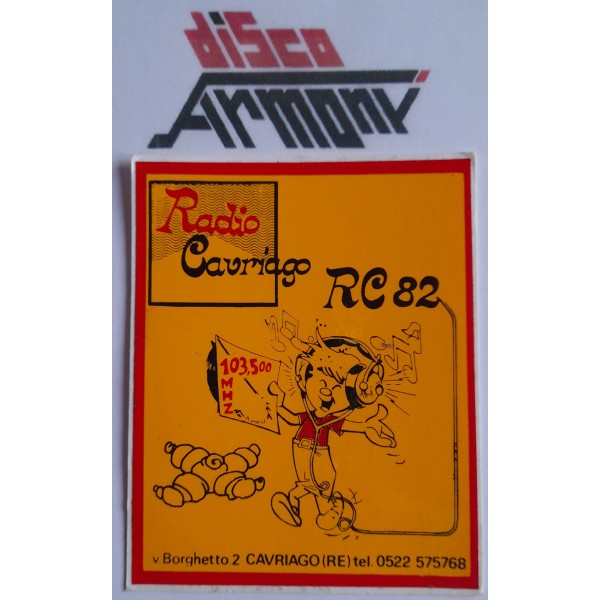 disco
Armony
Radio
Cavriago
RC 82
103,500
MHZ
v. Borghetto 2 CAVRIAGO (RE) tel. 0522 575768